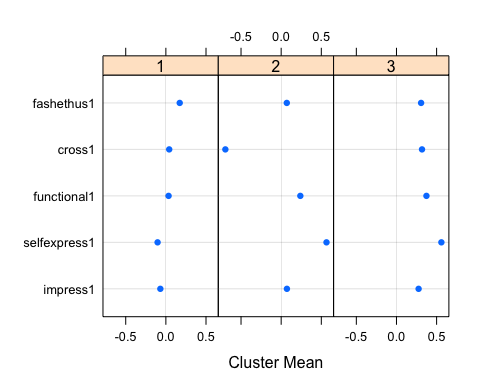 -0.5 0.0 0.5
1 2 3
fashethus1
cross1
functional1
selfexpress1
impress1
-0.5 0.0 0.5 -0.5 0.0 0.5
Cluster Mean